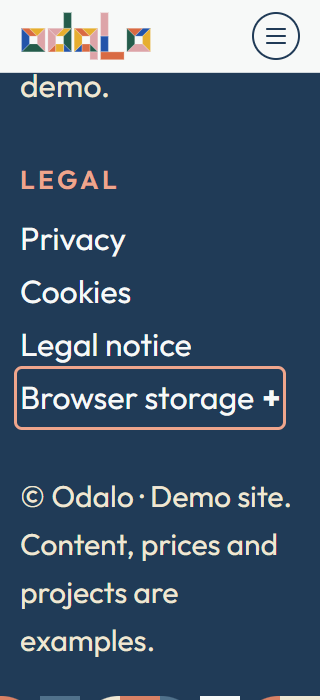 odalo
demo.
LEGAL
Privacy
Cookies
Legal notice
Browser storage +
© Odalo · Demo site.
Content, prices and
projects are
examples.